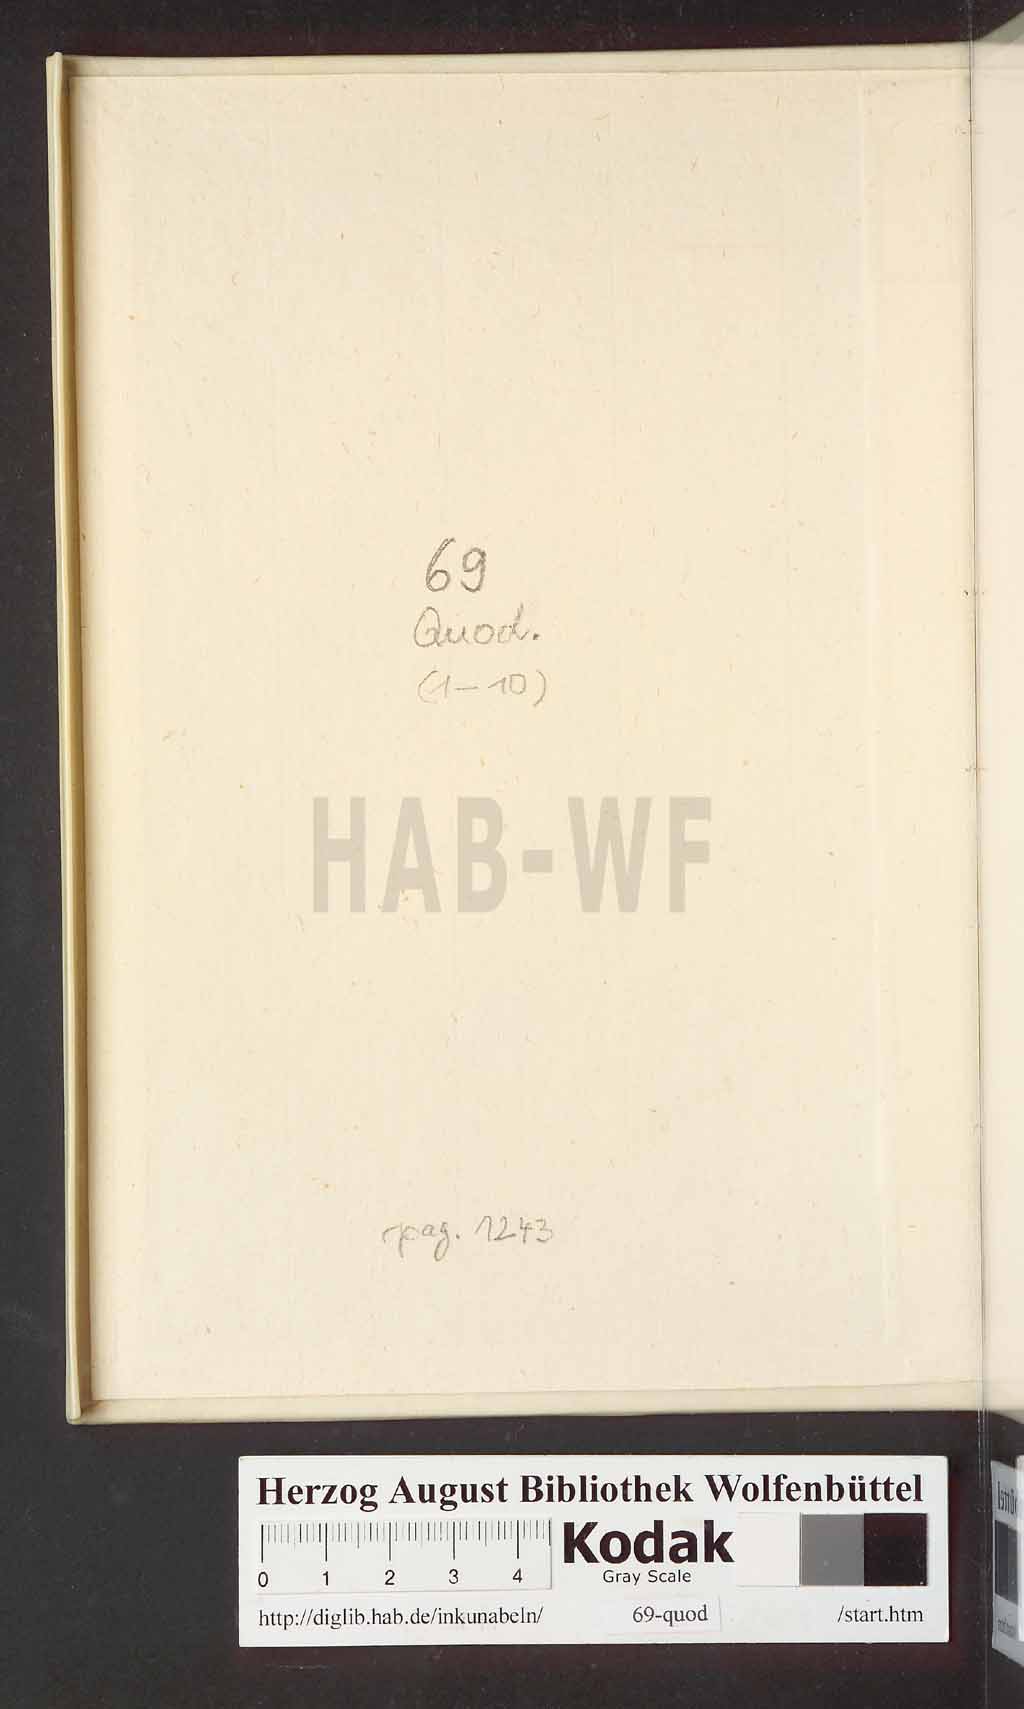 69
Quod.
(1-10)
HAB-WF
pag. 1243
Herzog August Bibliothek Wolfenbüttel
Kodak
Gray Scale
0 1 2 3 4
http://diglib.hab.de/inkunabeln/ 69-quod /start.htm